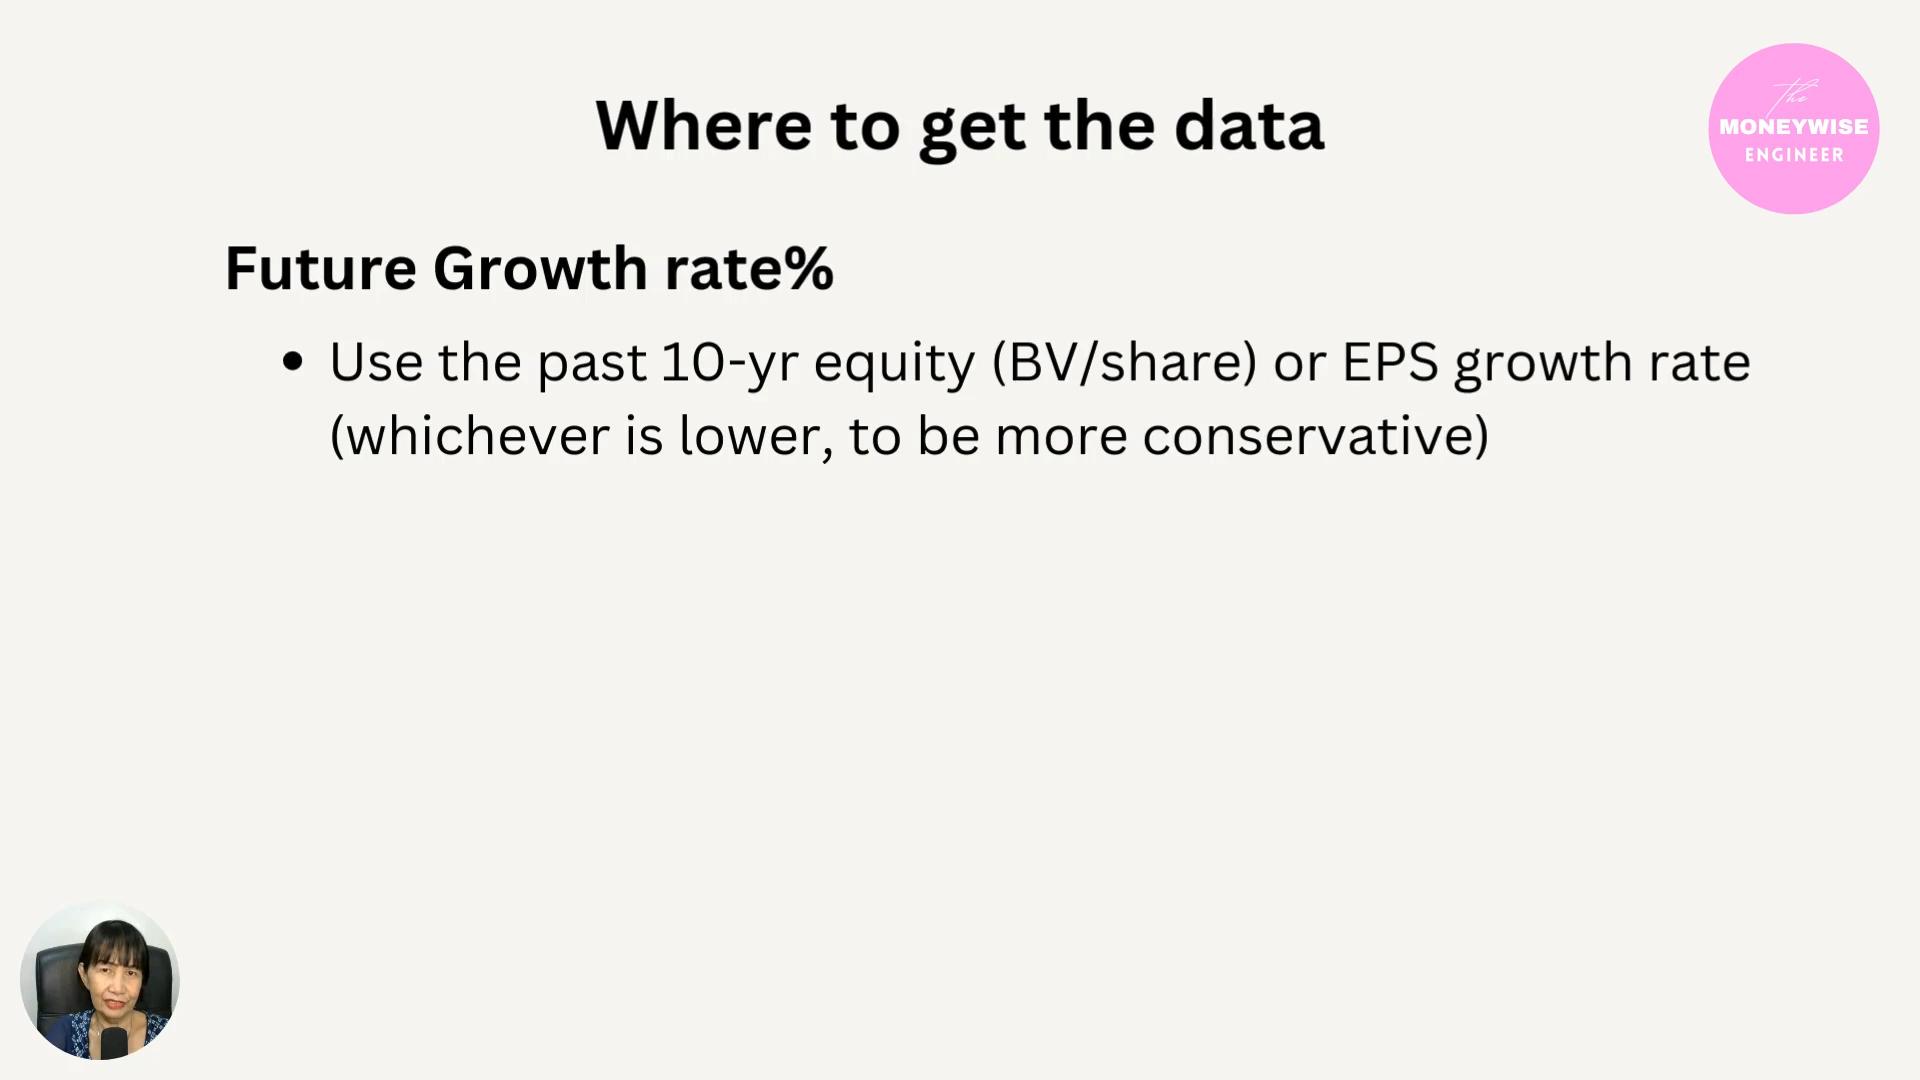 Where to get the data
the
MONEYWISE
ENGINEER
Future Growth rate%
• Use the past 10-yr equity (BV/share) or EPS growth rate
(whichever is lower, to be more conservative)